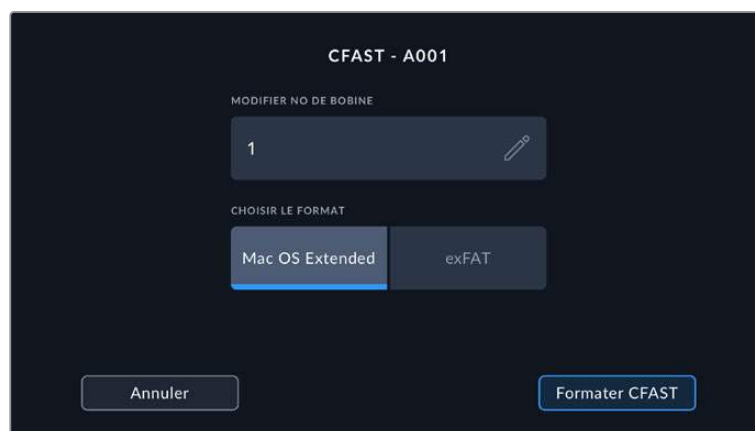 CFAST - A001
MODIFIER NO DE BOBINE
1
CHOISIR LE FORMAT
Mac OS Extended exFAT
Annuler Formater CFAST